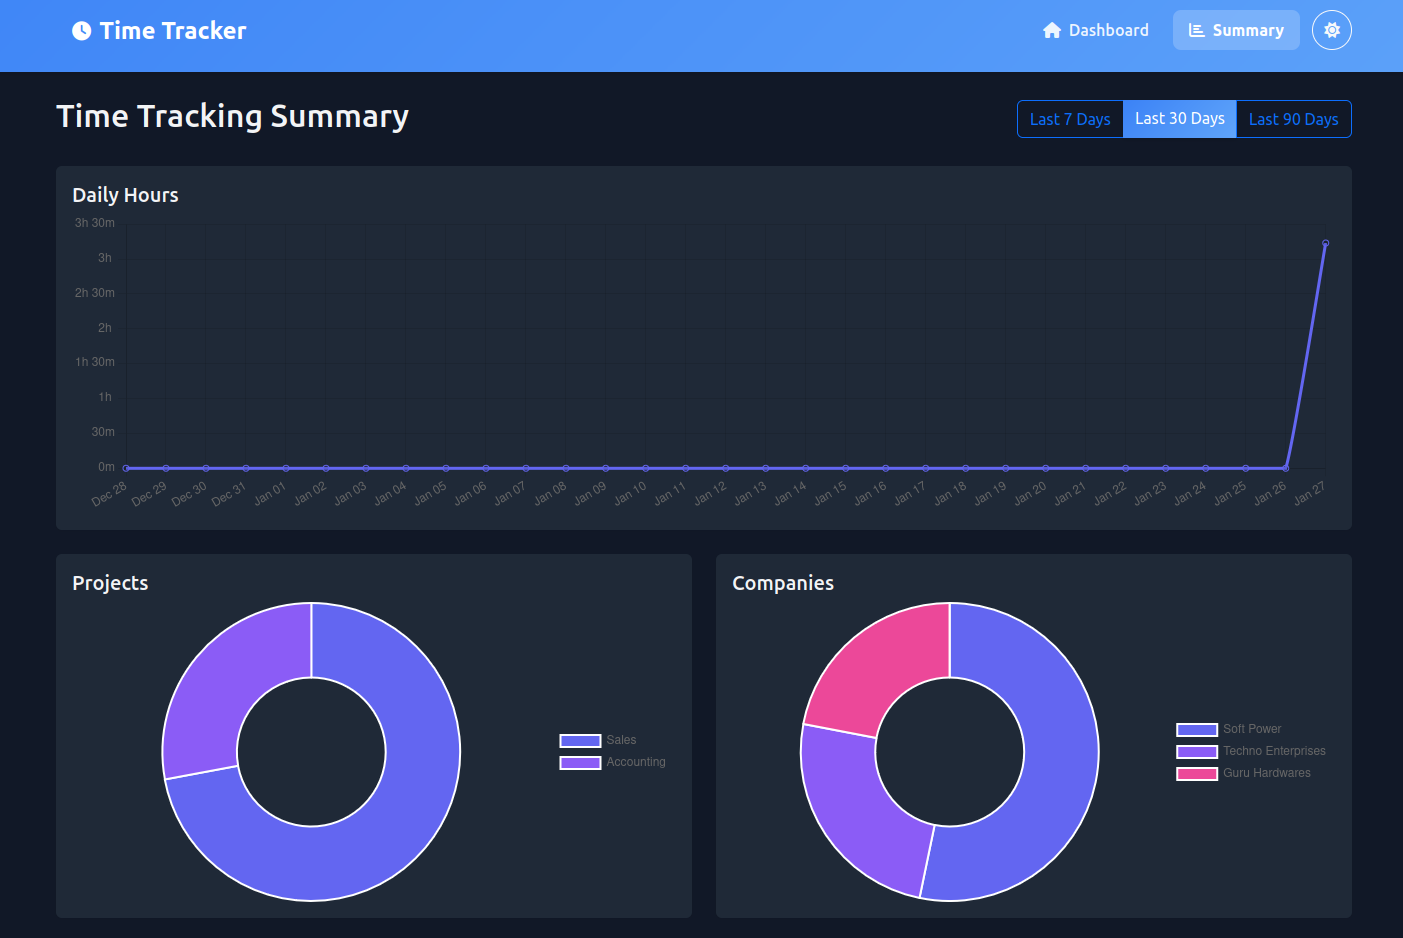 Time Tracker
Dashboard
Summary
Time Tracking Summary
Last 7 Days
Last 30 Days
Last 90 Days
Daily Hours
3h 30m
3h
2h 30m
2h
1h 30m
1h
30m
0m
Dec 28
Dec 29
Dec 30
Dec 31
Jan 01
Jan 02
Jan 03
Jan 04
Jan 05
Jan 06
Jan 07
Jan 08
Jan 09
Jan 10
Jan 11
Jan 12
Jan 13
Jan 14
Jan 15
Jan 16
Jan 17
Jan 18
Jan 19
Jan 20
Jan 21
Jan 22
Jan 23
Jan 24
Jan 25
Jan 26
Jan 27
Projects
Sales
Accounting
Companies
Soft Power
Techno Enterprises
Guru Hardwares